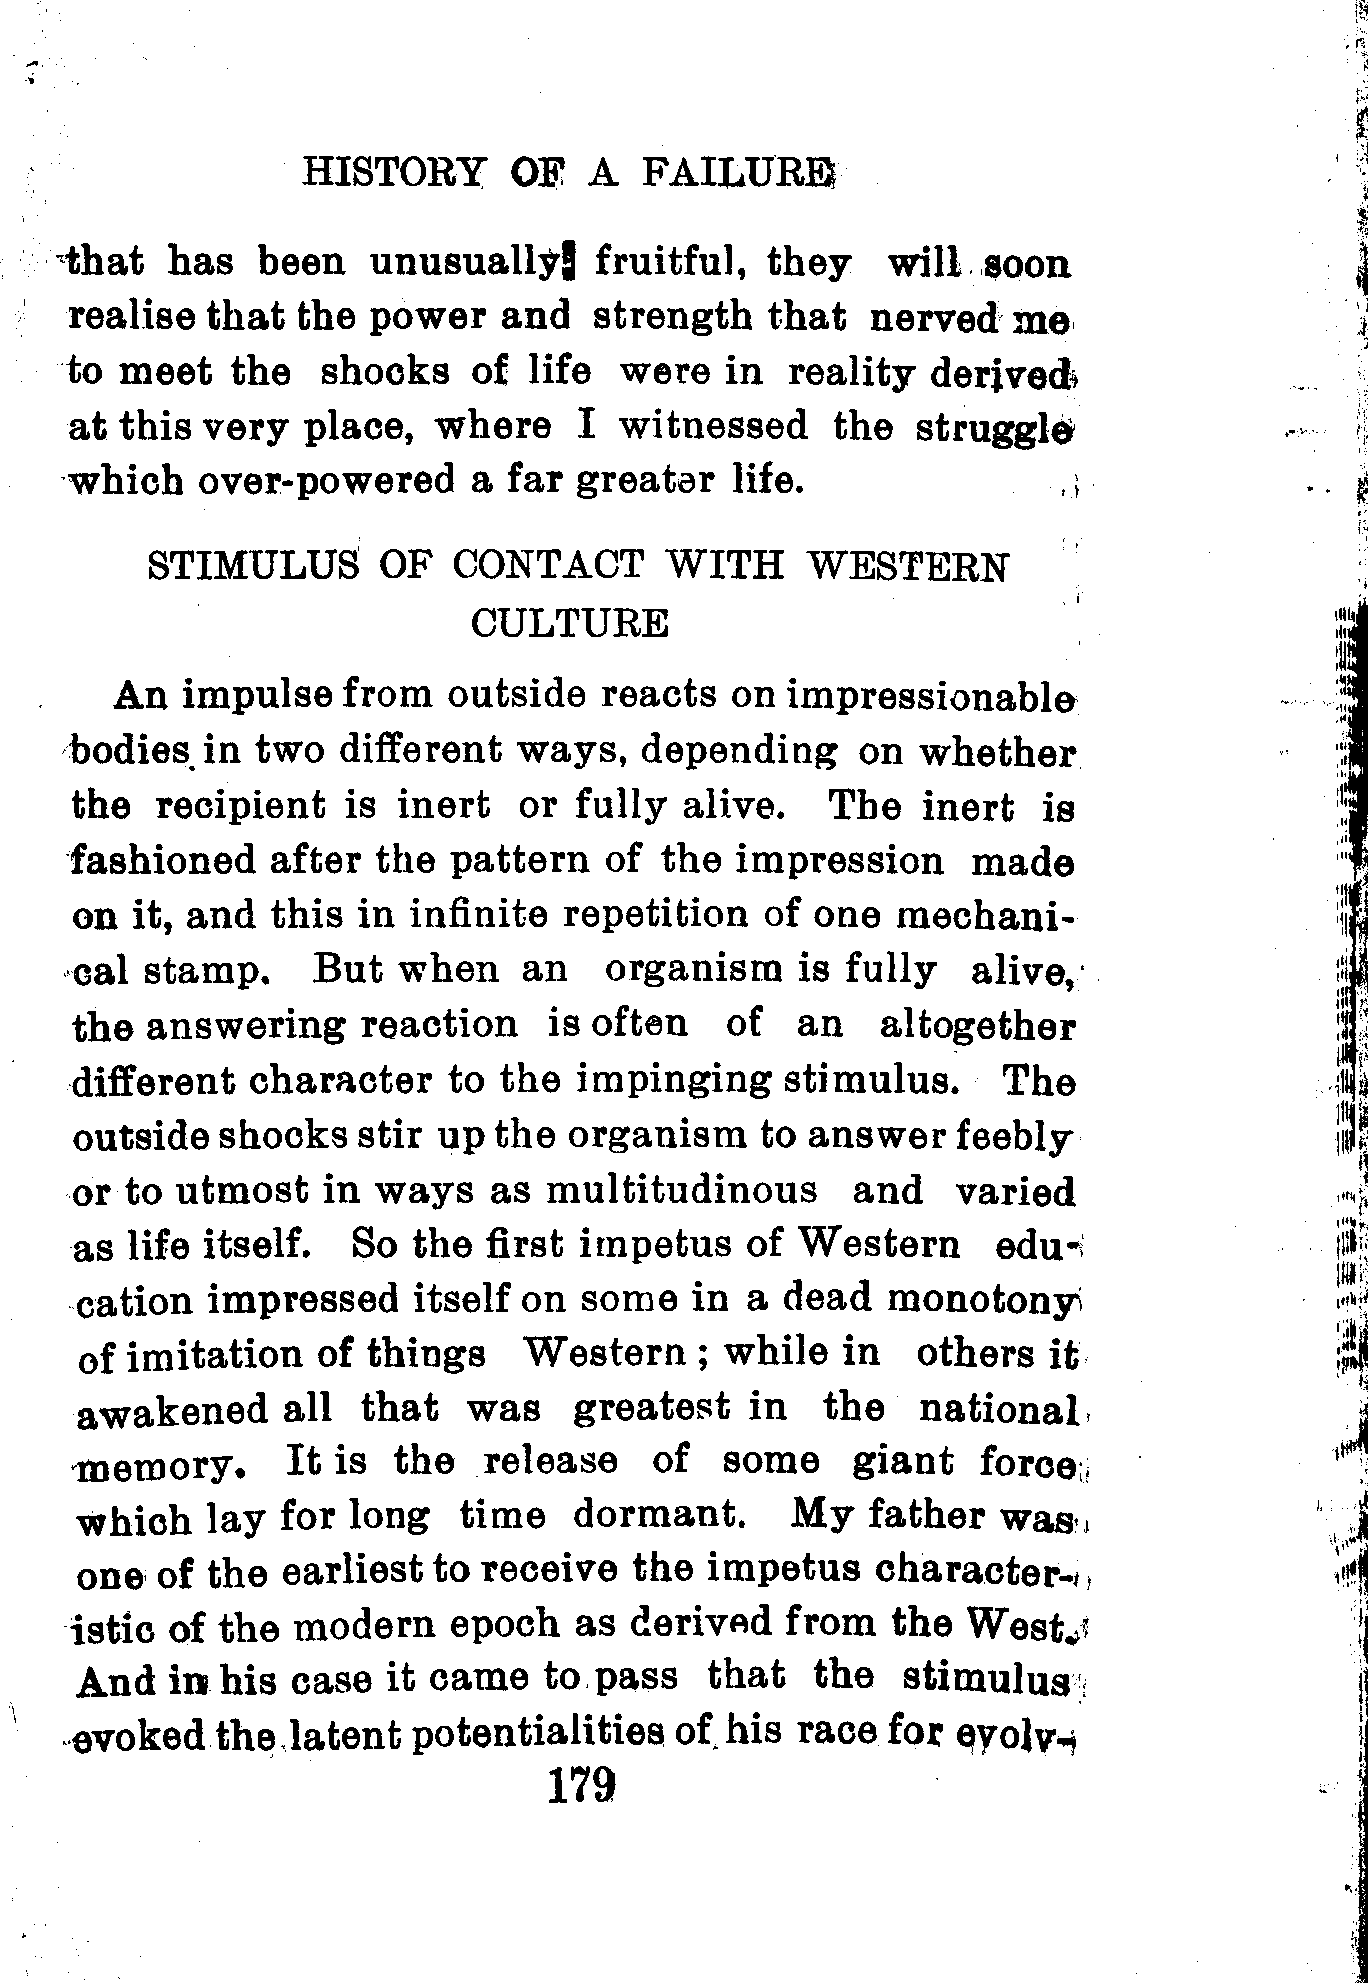 HISTORY OF A FAILURE
that has been unusually fruitful, they will soon
realise that the power and strength that nerved me
to meet the shocks of life were in reality derived
at this very place, where I witnessed the struggle
which over-powered a far greater life.
STIMULUS OF CONTACT WITH WESTERN
CULTURE
An impulse from outside reacts on impressionable
bodies in two different ways, depending on whether
the recipient is inert or fully alive. The inert is
fashioned after the pattern of the impression made
on it, and this in infinite repetition of one mechani-
cal stamp. But when an organism is fully alive,
the answering reaction is often of an altogether
different character to the impinging stimulus. The
outside shocks stir up the organism to answer feebly
or to utmost in ways as multitudinous and varied
as life itself. So the first impetus of Western edu-
cation impressed itself on some in a dead monotony
of imitation of things Western ; while in others it
awakened all that was greatest in the national
memory. It is the release of some giant force
which lay for long time dormant. My father was
one of the earliest to receive the impetus character-
istic of the modern epoch as derived from the West.
And in his case it came to pass that the stimulus
evoked the latent potentialities of his race for evolv-
179